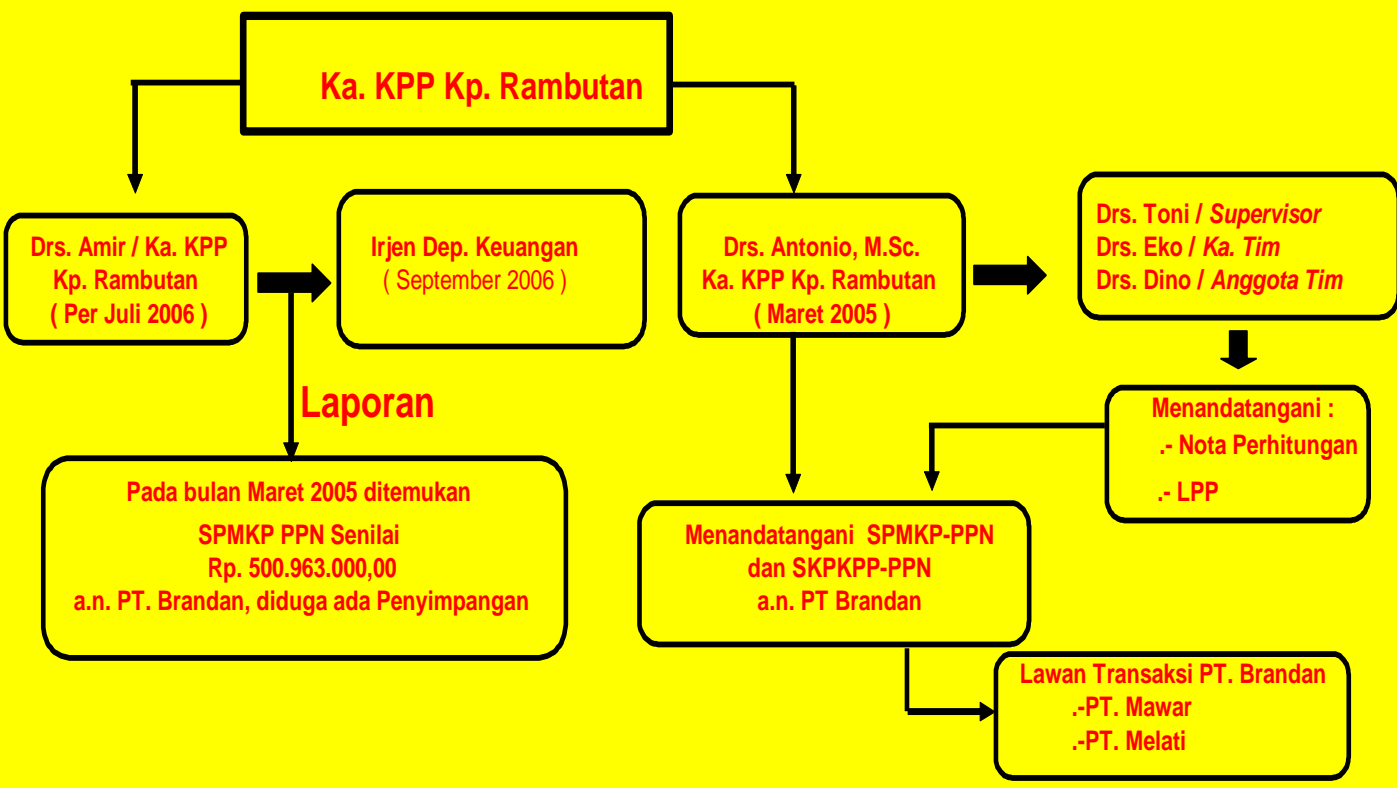 Ka. KPP Kp. Rambutan
Drs. Amir / Ka. KPP
Kp. Rambutan
( Per Juli 2006 )
Irjen Dep. Keuangan
( September 2006 )
Drs. Antonio, M.Sc.
Ka. KPP Kp. Rambutan
( Maret 2005 )
Drs. Toni / Supervisor
Drs. Eko / Ka. Tim
Drs. Dino / Anggota Tim
Laporan
Menandatangani :
.- Nota Perhitungan
.- LPP
Pada bulan Maret 2005 ditemukan
SPMKP PPN Senilai
Rp. 500.963.000,00
a.n. PT. Brandan, diduga ada Penyimpangan
Menandatangani SPMKP-PPN
dan SKPKPP-PPN
a.n. PT Brandan
Lawan Transaksi PT. Brandan
.-PT. Mawar
.-PT. Melati